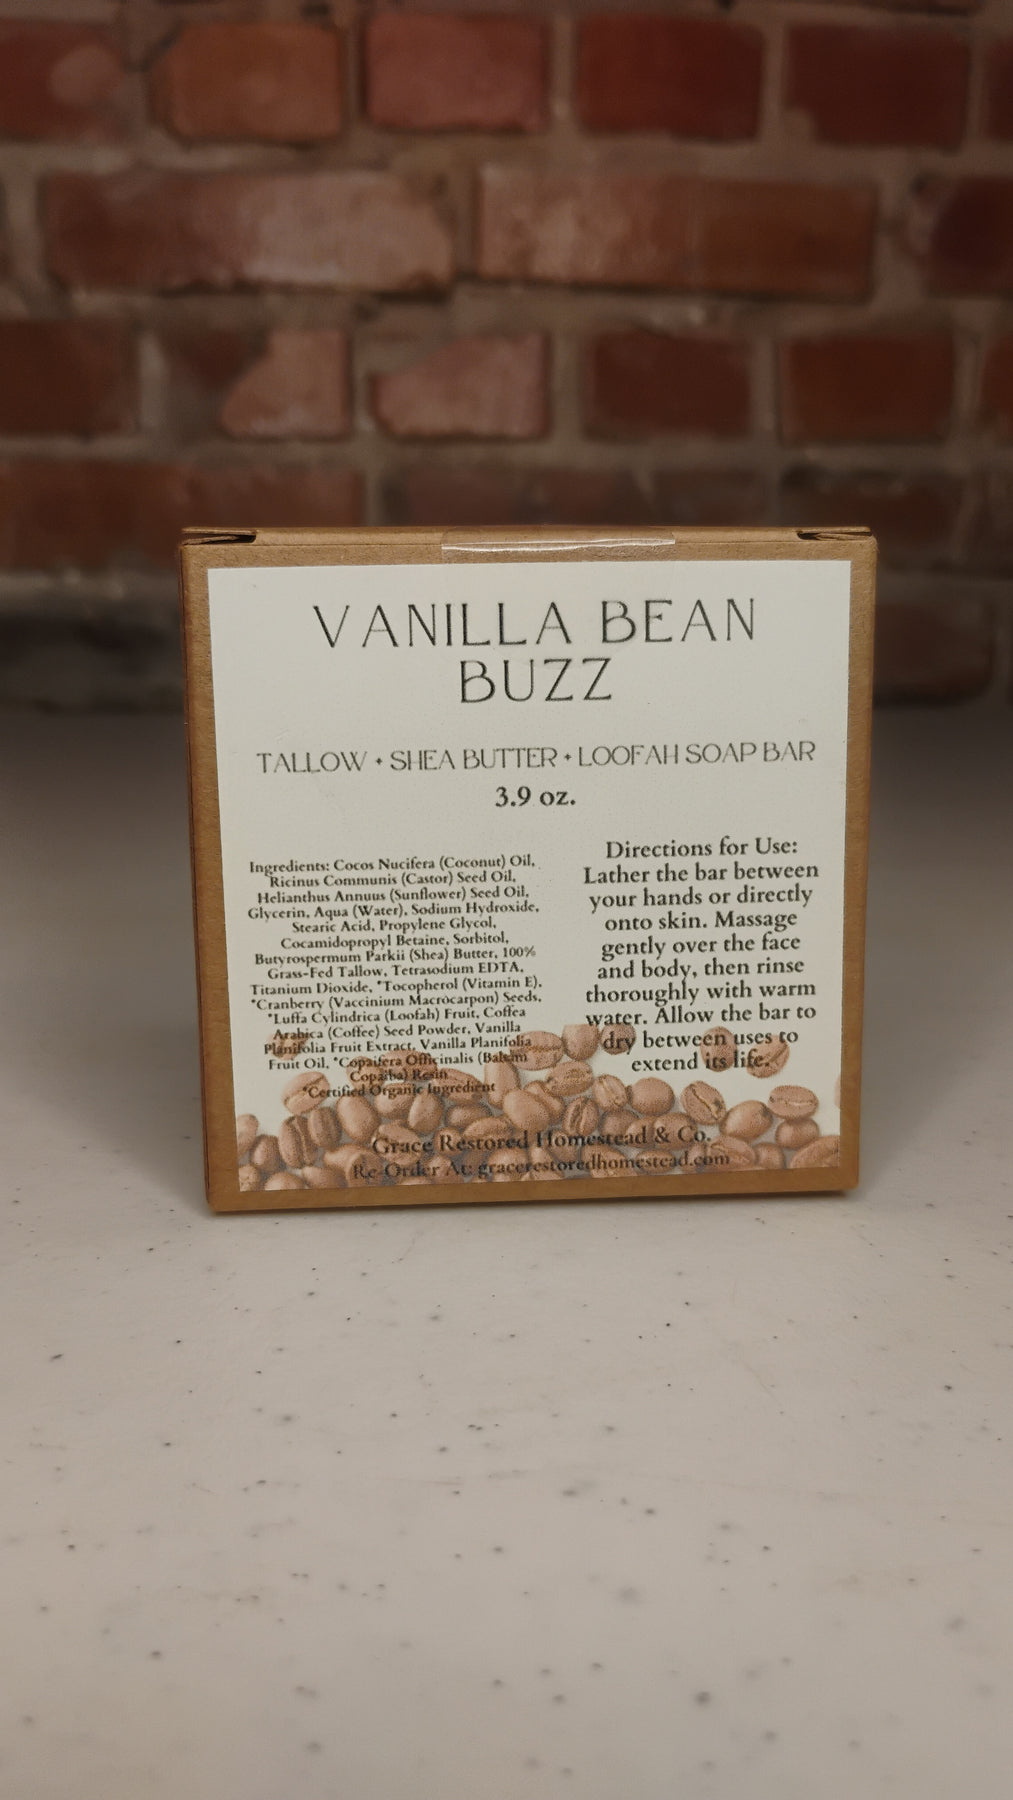 VANILLA BEAN
BUZZ
TALLOW + SHEA BUTTER + LOOFAH SOAP BAR
3.9 oz.
Ingredients: Cocos Nucifera (Coconut) Oil,
Ricinus Communis (Castor) Seed Oil,
Helianthus Annuus (Sunflower) Seed Oil,
Glycerin, Aqua (Water), Sodium Hydroxide,
Stearic Acid, Propylene Glycol,
Cocamidopropyl Betaine, Sorbitol,
Butyrospermum Parkii (Shea) Butter, 100%
Grass-Fed Tallow, Tetrasodium EDTA,
Titanium Dioxide, *Tocopherol (Vitamin E),
*Cranberry (Vaccinium Macrocarpon) Seeds,
*Luffa Cylindrica (Loofah) Fruit, Coffea
Arabica (Coffee) Seed Powder, Vanilla
Planifolia Fruit Extract, Vanilla Planifolia
Fruit Oil, *Copaifera Officinalis (Balsam
Copaiba) Resin
*Certified Organic Ingredient
Directions for Use:
Lather the bar between
your hands or directly
onto skin. Massage
gently over the face
and body, then rinse
thoroughly with warm
water. Allow the bar to
dry between uses to
extend its life.
Grace Restored Homestead & Co.
Re-Order At: gracerestoredhomestead.com